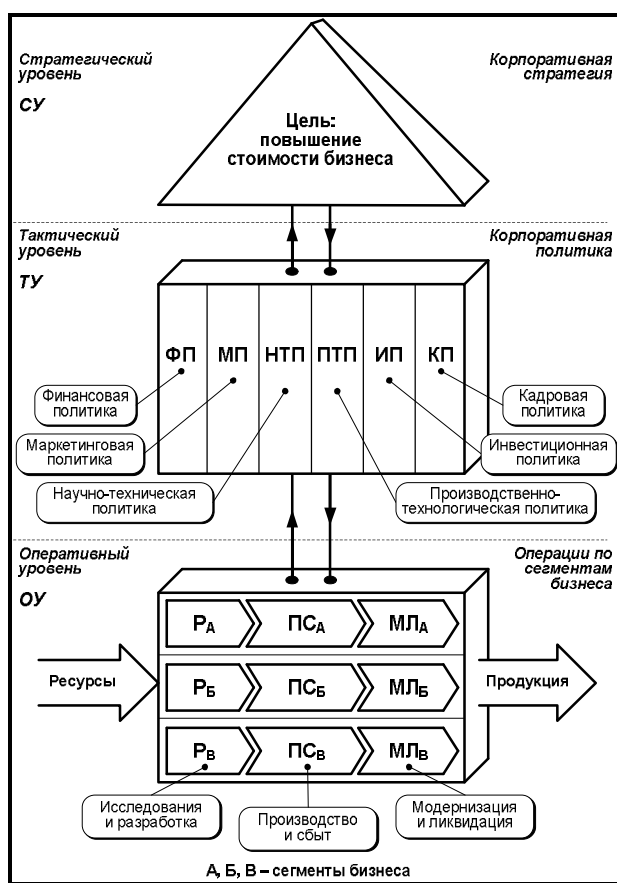 Стратегический
уровень
СУ
Корпоративная
стратегия
Цель:
повышение
стоимости бизнеса
Тактический
уровень
ТУ
Корпоративная
политика
ФП
МП
НТП
ПТП
ИП
КП
Финансовая
политика
Кадровая
политика
Маркетинговая
политика
Инвестиционная
политика
Научно-техническая
политика
Производственно-
технологическая политика
Оперативный
уровень
ОУ
Операции по
сегментам
бизнеса
РА
ПСА
МЛА
Ресурсы
РБ
ПСБ
МЛБ
Продукция
РВ
ПСВ
МЛВ
Исследования
и разработка
Производство
и сбыт
Модернизация
и ликвидация
А, Б, В – сегменты бизнеса